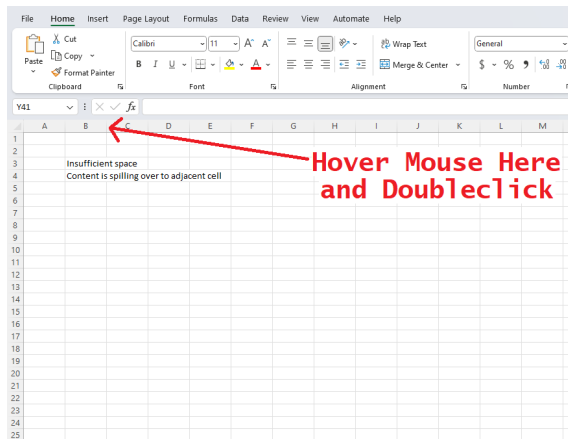 File Home Insert Page Layout Formulas Data Review View Automate Help
Cut
Calibri 11 A^ A˅ Wrap Text General
Paste Copy
Format Painter B I U A Merge & Center $ % 9
Clipboard Font Alignment Number
Y41 fx
A B C D E F G H I J K L M
1
2
3 Insufficient space Hover Mouse Here
4 Content is spilling over to adjacent cell
5 and Doubleclick
6
7
8
9
10
11
12
13
14
15
16
17
18
19
20
21
22
23
24
25